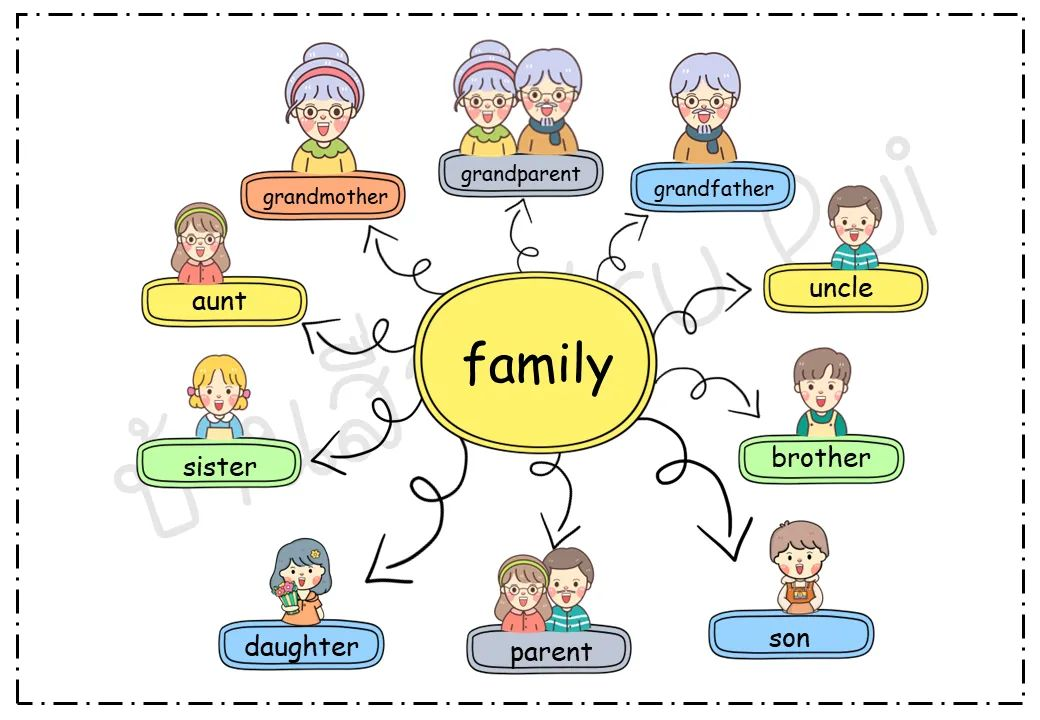 grandmother
grandparent
grandfather
aunt
uncle
family
sister
brother
daughter
parent
son